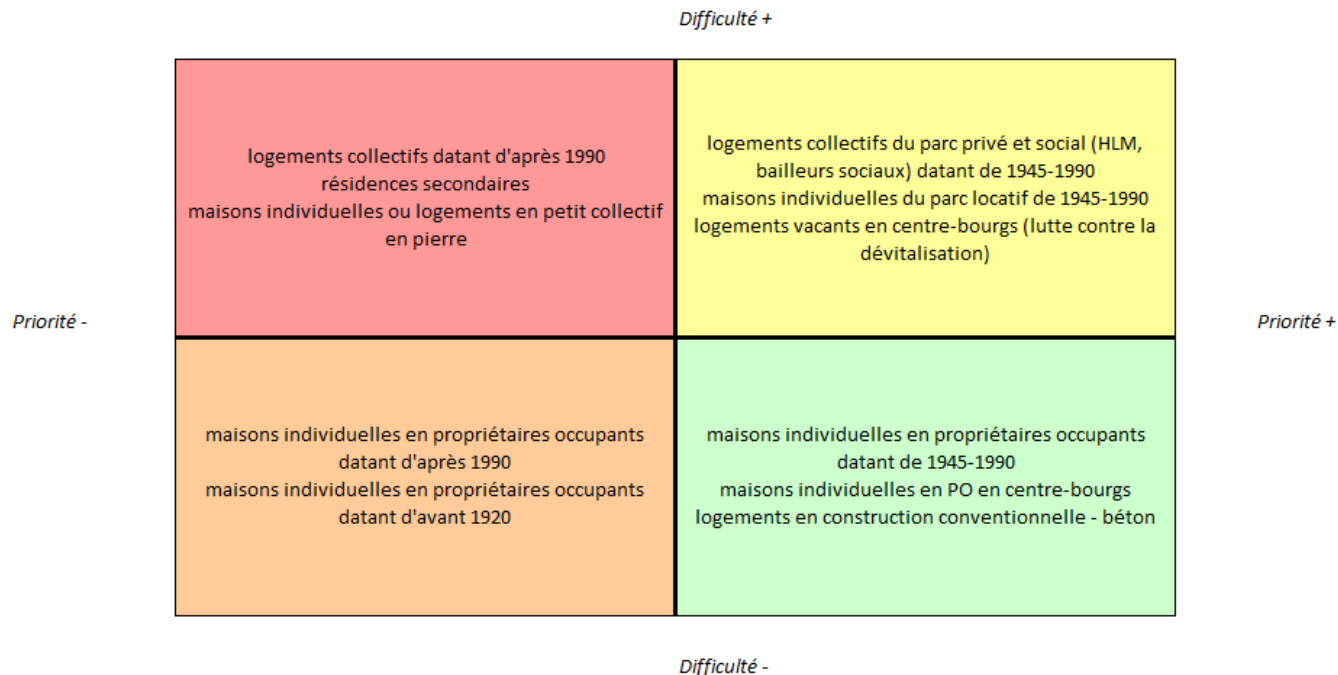 Difficulté +
logements collectifs datant d'après 1990
résidences secondaires
maisons individuelles ou logements en petit collectif
en pierre
logements collectifs du parc privé et social (HLM,
bailleurs sociaux) datant de 1945-1990
maisons individuelles du parc locatif de 1945-1990
logements vacants en centre-bourgs (lutte contre la
dévitalisation)
Priorité -
Priorité +
maisons individuelles en propriétaires occupants
datant d'après 1990
maisons individuelles en propriétaires occupants
datant d'avant 1920
maisons individuelles en propriétaires occupants
datant de 1945-1990
maisons individuelles en PO en centre-bourgs
logements en construction conventionnelle - béton
Difficulté -